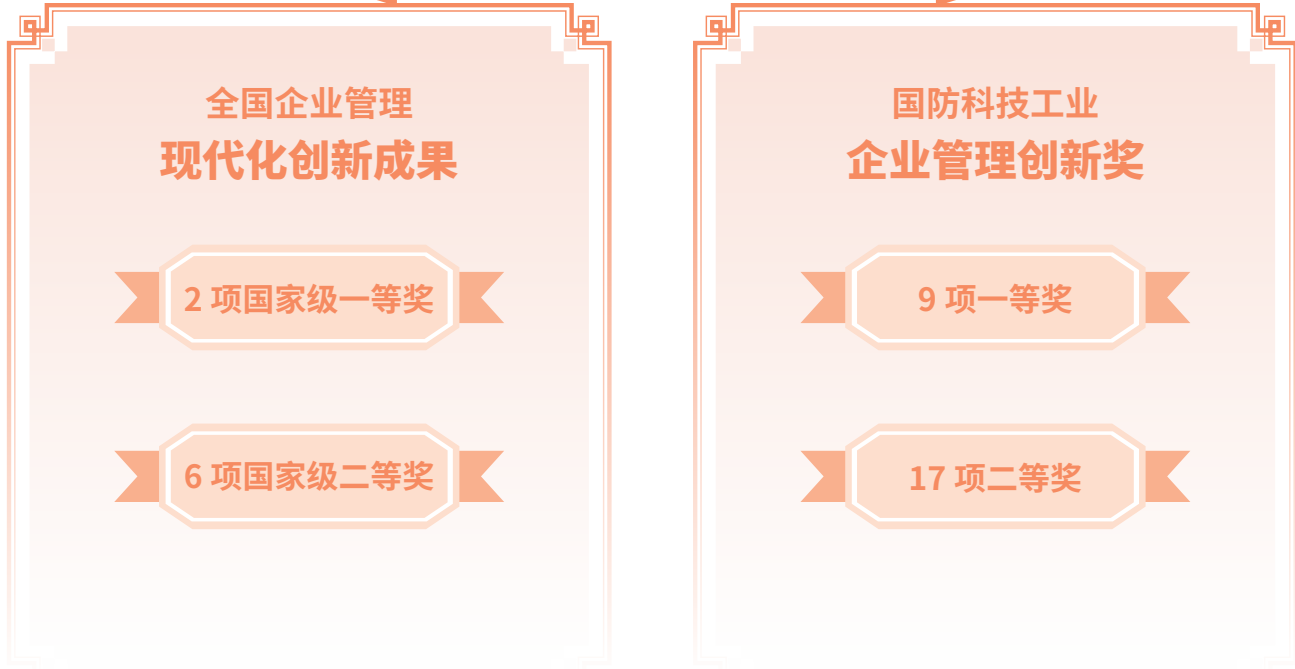 全国企业管理
现代化创新成果
2 项国家级一等奖
6 项国家级二等奖
国防科技工业
企业管理创新奖
9 项一等奖
17 项二等奖